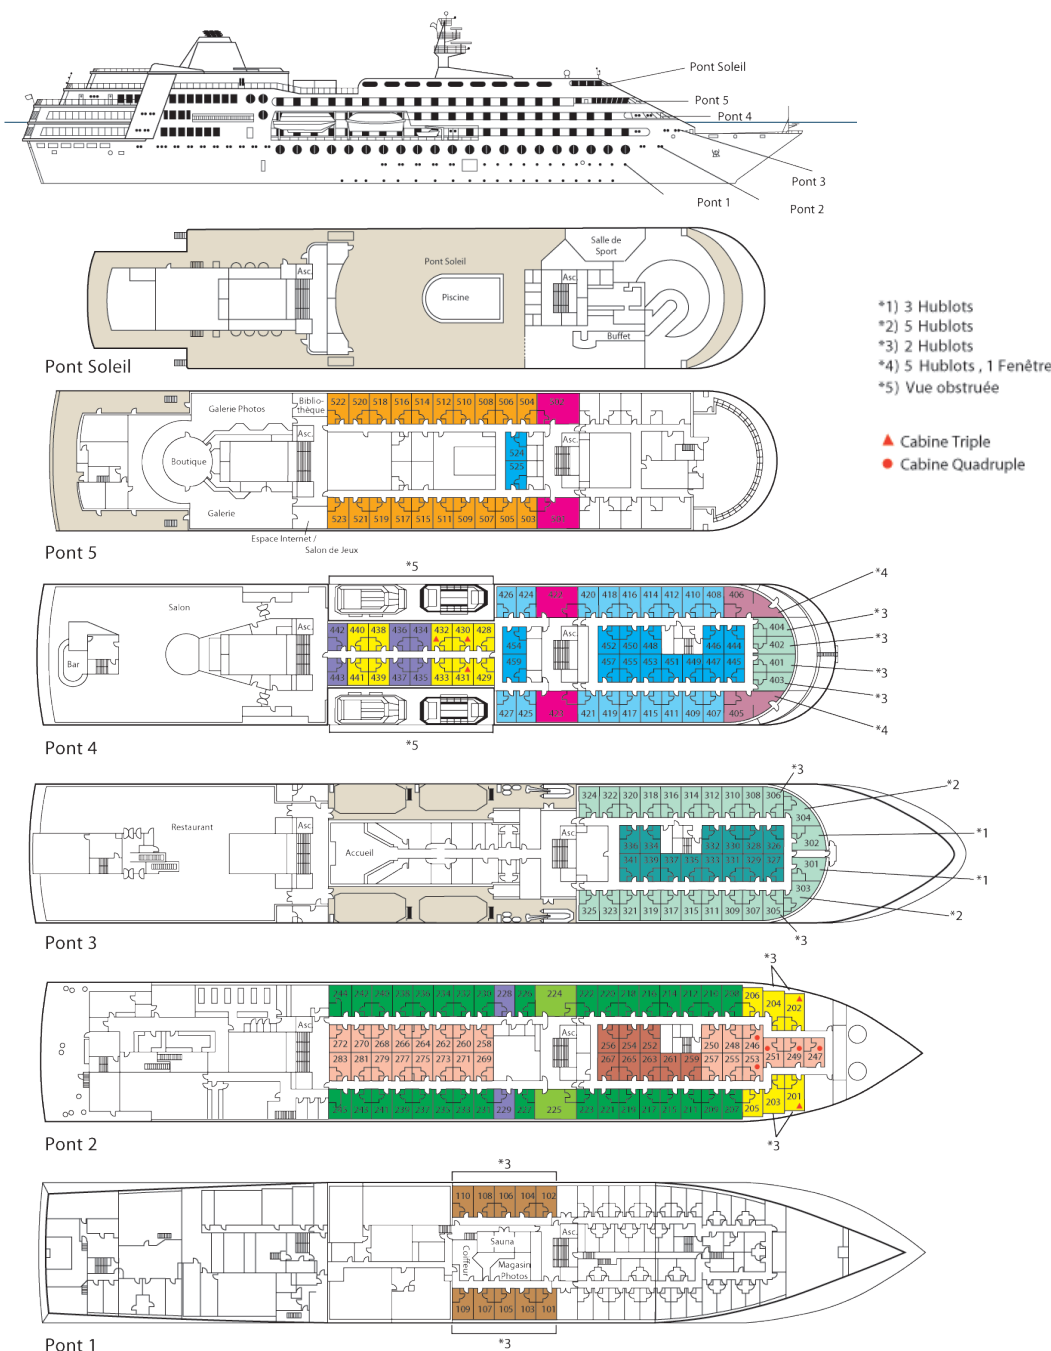 Pont Soleil
Pont 5
Pont 4
Pont 3
Pont 1
Pont 2
*1) 3 Hublots
*2) 5 Hublots
*3) 2 Hublots
*4) 5 Hublots , 1 Fenêtre
*5) Vue obstruée
Cabine Triple
Cabine Quadruple
Salle de
Sport
Pont Soleil
Asc.
Asc.
Piscine
Buffet
Pont Soleil
Galerie Photos
Biblio-
thèque
522 520 518 516 514 512 510 508 506 504
Asc.
Asc.
Boutique
524
525
Galerie
523 521 519 517 515 511 509 507 505 503
Espace Internet /
Salon de Jeux
Pont 5
*5
*4
Salon
426 424 420 418 416 414 412 410 408 406
*3
404
442 440 438 436 434 432 430 428
Asc.
Asc.
*3
402
Bar
454 452 450 448 446 444
459 457 455 453 451 449 447 445
401
*3
443 441 439 437 435 433 431 429
403
*3
427 425 421 419 417 415 411 409 407 405
*4
*5
Pont 4
*3
*2
324 322 320 318 316 314 312 310 308 306
304
Restaurant
Asc.
Asc.
*1
336 334 332 330 328 326
302
Accueil
341 339 337 335 333 331 329 327
301
*1
303
325 323 321 319 317 315 311 309 307 305
*2
*3
Pont 3
*3
244 242 240 238 236 234 232 230 228 226 224 222 220 218 216 214 212 210 208 206 204 202
Asc.
Asc.
272 270 268 266 264 262 260 258 256 254 252 250 248 246
283 281 279 277 275 273 271 269 267 265 263 261 259 257 255 253 251 249 247
245 243 241 239 237 235 233 231 229 227 225 223 221 219 217 215 211 209 207 205 203 201
*3
Pont 2
*3
110 108 106 104 102
Asc.
Sauna
Coiffeur
Magasin
Photos
109 107 105 103 101
*3
Pont 1